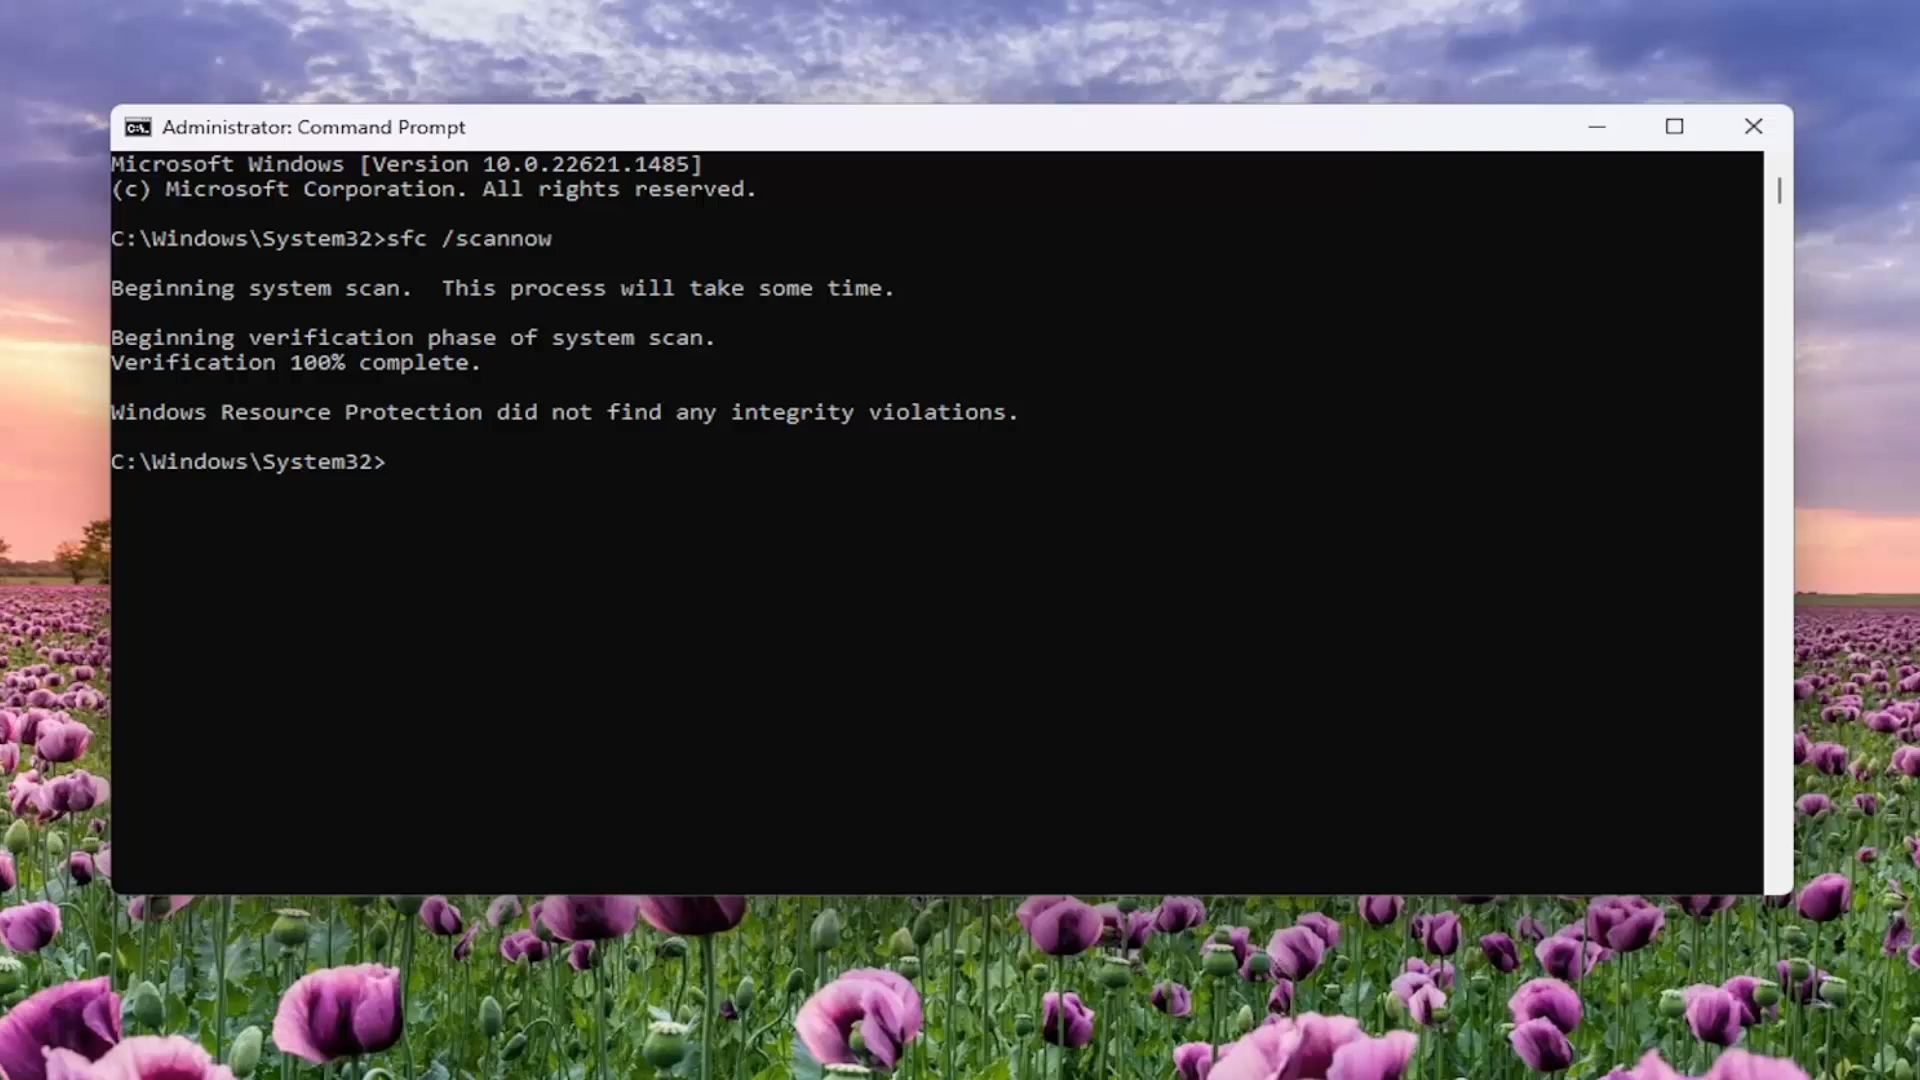 Administrator: Command Prompt
Microsoft Windows [Version 10.0.22621.1485]
(c) Microsoft Corporation. All rights reserved.
C:\Windows\System32>sfc /scannow
Beginning system scan.  This process will take some time.
Beginning verification phase of system scan.
Verification 100% complete.
Windows Resource Protection did not find any integrity violations.
C:\Windows\System32>